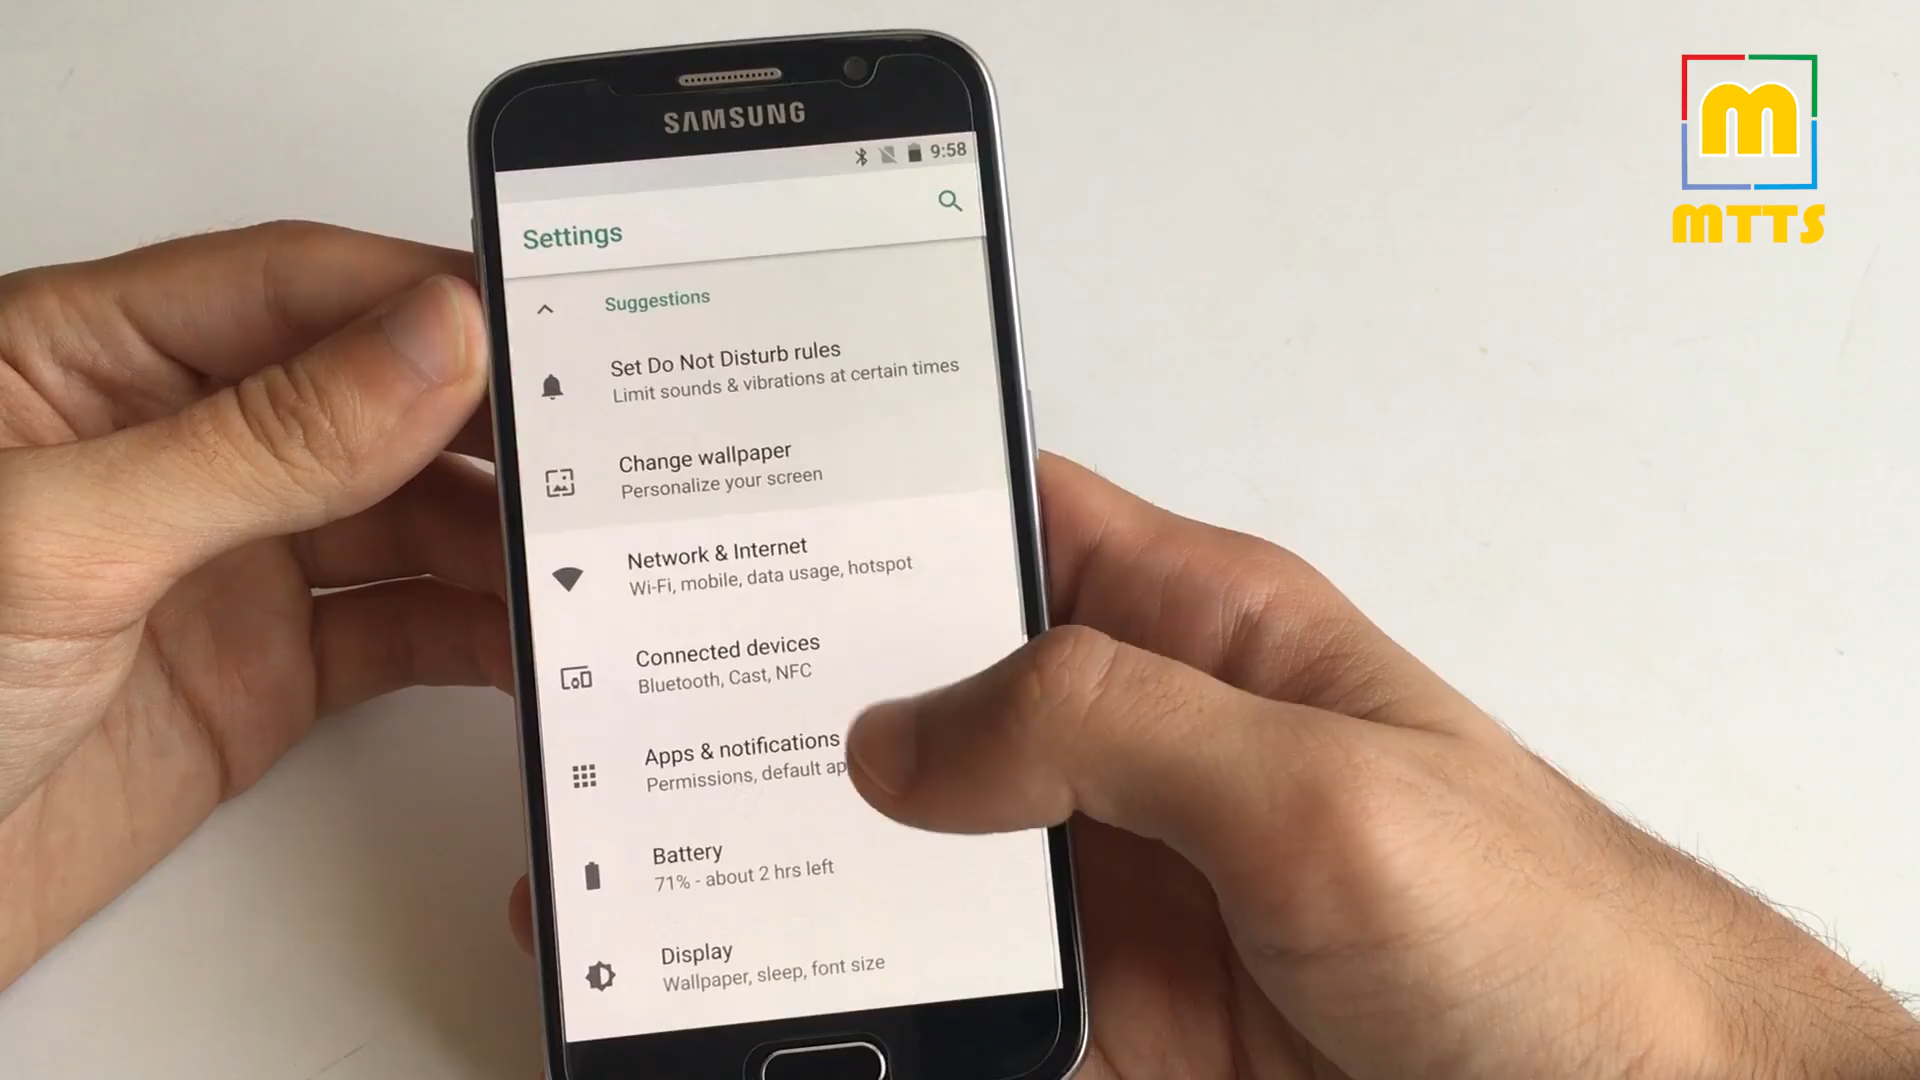 SAMSUNG
9:58
Settings
Suggestions
Set Do Not Disturb rules
Limit sounds & vibrations at certain times
Change wallpaper
Personalize your screen
Network & Internet
Wi-Fi, mobile, data usage, hotspot
Connected devices
Bluetooth, Cast, NFC
Apps & notifications
Permissions, default
Battery
71% - about 2 hrs left
Display
Wallpaper, sleep, font size
m
MTTS